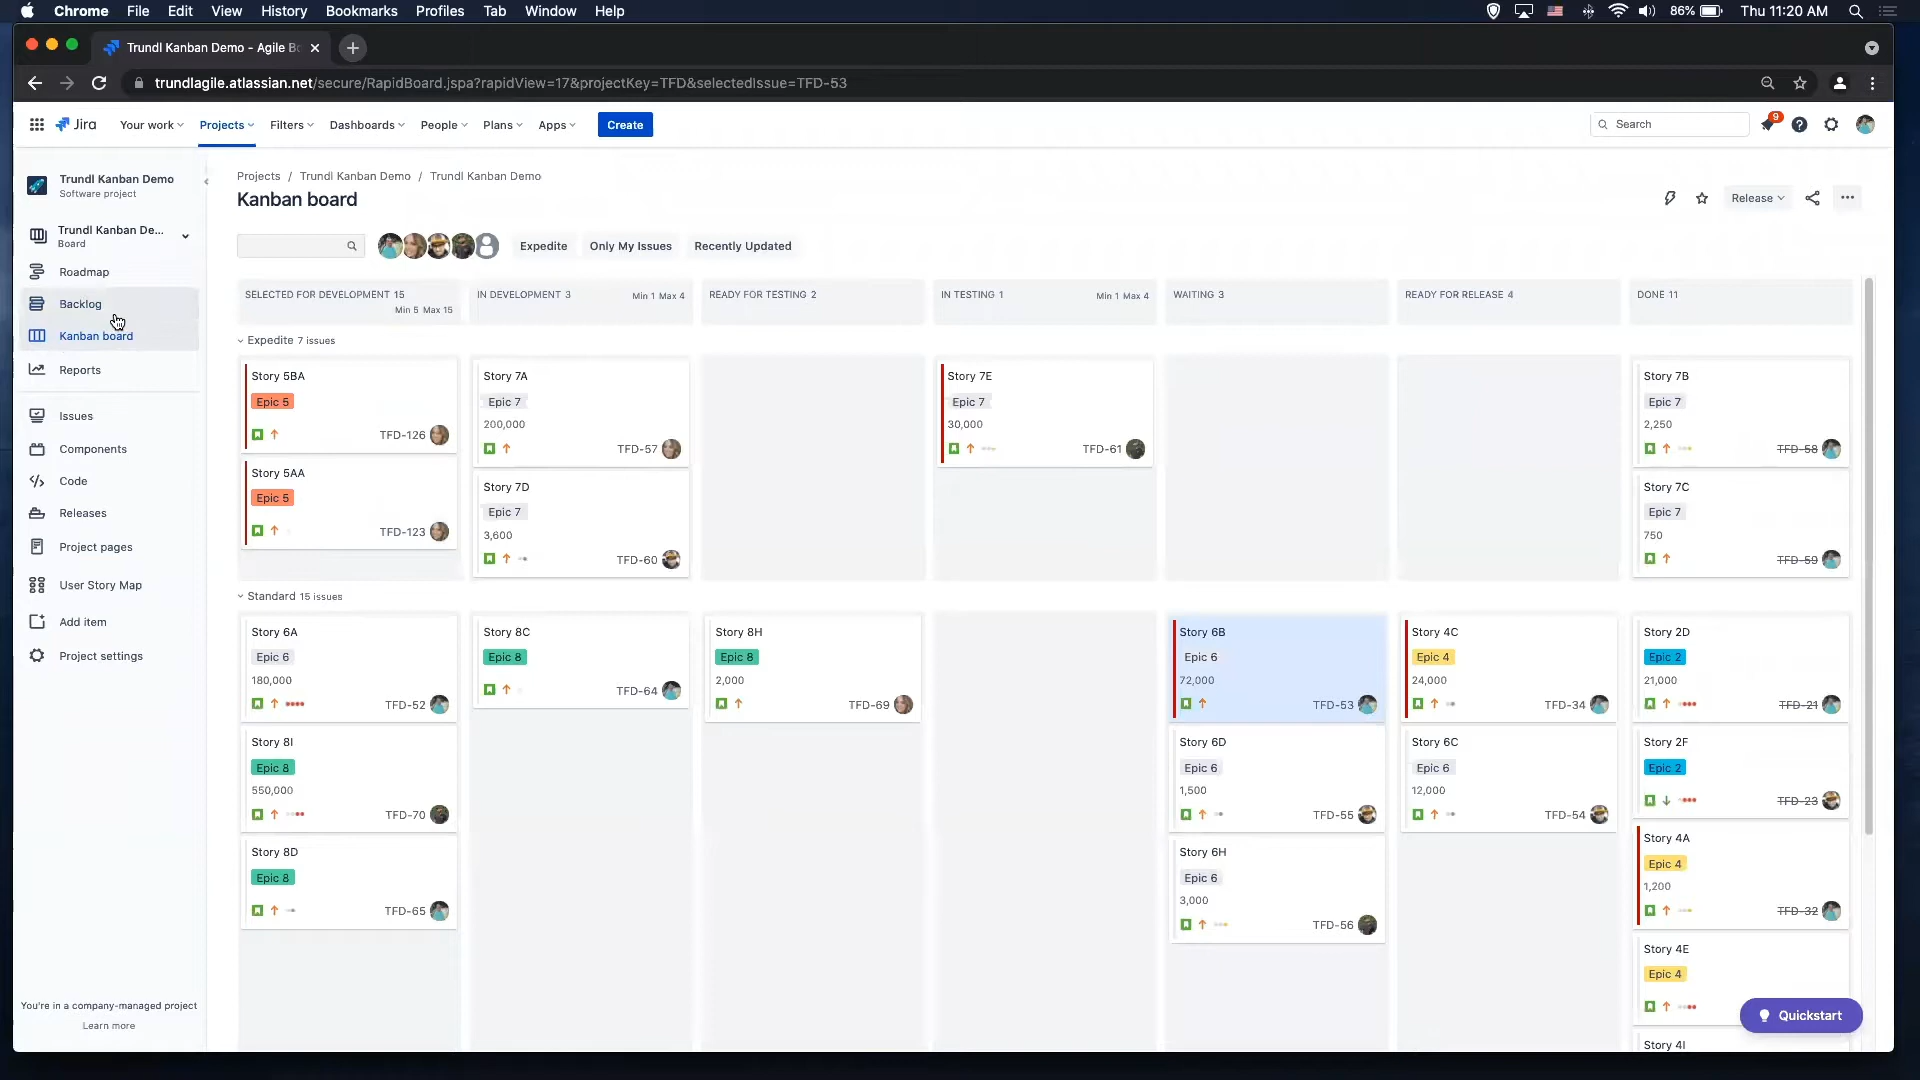 Chrome File Edit View History Bookmarks Profiles Tab Window Help 86% Thu 11:20 AM
Trundl Kanban Demo - Agile Bo
trundlagile.atlassian.net/secure/RapidBoard.jspa?rapidView=17&projectKey=TFD&selectedIssue=TFD-53
Jira Your work Projects Filters Dashboards People Plans Apps Create Search 9
Trundl Kanban Demo
Software project
Trundl Kanban De...
Board
Roadmap
Backlog
Kanban board
Reports
Issues
Components
Code
Releases
Project pages
User Story Map
Add item
Project settings
You're in a company-managed project
Learn more
Projects / Trundl Kanban Demo / Trundl Kanban Demo
Kanban board
Release
Expedite Only My Issues Recently Updated
SELECTED FOR DEVELOPMENT 15
Min 5 Max 15
IN DEVELOPMENT 3 Min 1 Max 4
READY FOR TESTING 2
IN TESTING 1 Min 1 Max 4
WAITING 3
READY FOR RELEASE 4
DONE 11
Expedite 7 issues
Story 5BA
Epic 5
TFD-126
Story 5AA
Epic 5
TFD-123
Story 7A
Epic 7
200,000
TFD-57
Story 7D
Epic 7
3,600
TFD-60
Story 7E
Epic 7
30,000
TFD-61
Story 7B
Epic 7
2,250
TFD-58
Story 7C
Epic 7
750
TFD-59
Standard 15 issues
Story 6A
Epic 6
180,000
TFD-52
Story 8I
Epic 8
550,000
TFD-70
Story 8D
Epic 8
TFD-65
Story 8C
Epic 8
TFD-64
Story 8H
Epic 8
2,000
TFD-69
Story 6B
Epic 6
72,000
TFD-53
Story 6D
Epic 6
1,500
TFD-55
Story 6H
Epic 6
3,000
TFD-56
Story 4C
Epic 4
24,000
TFD-34
Story 6C
Epic 6
12,000
TFD-54
Story 2D
Epic 2
21,000
TFD-21
Story 2F
Epic 2
TFD-23
Story 4A
Epic 4
1,200
TFD-32
Story 4E
Epic 4
Story 4I
Quickstart